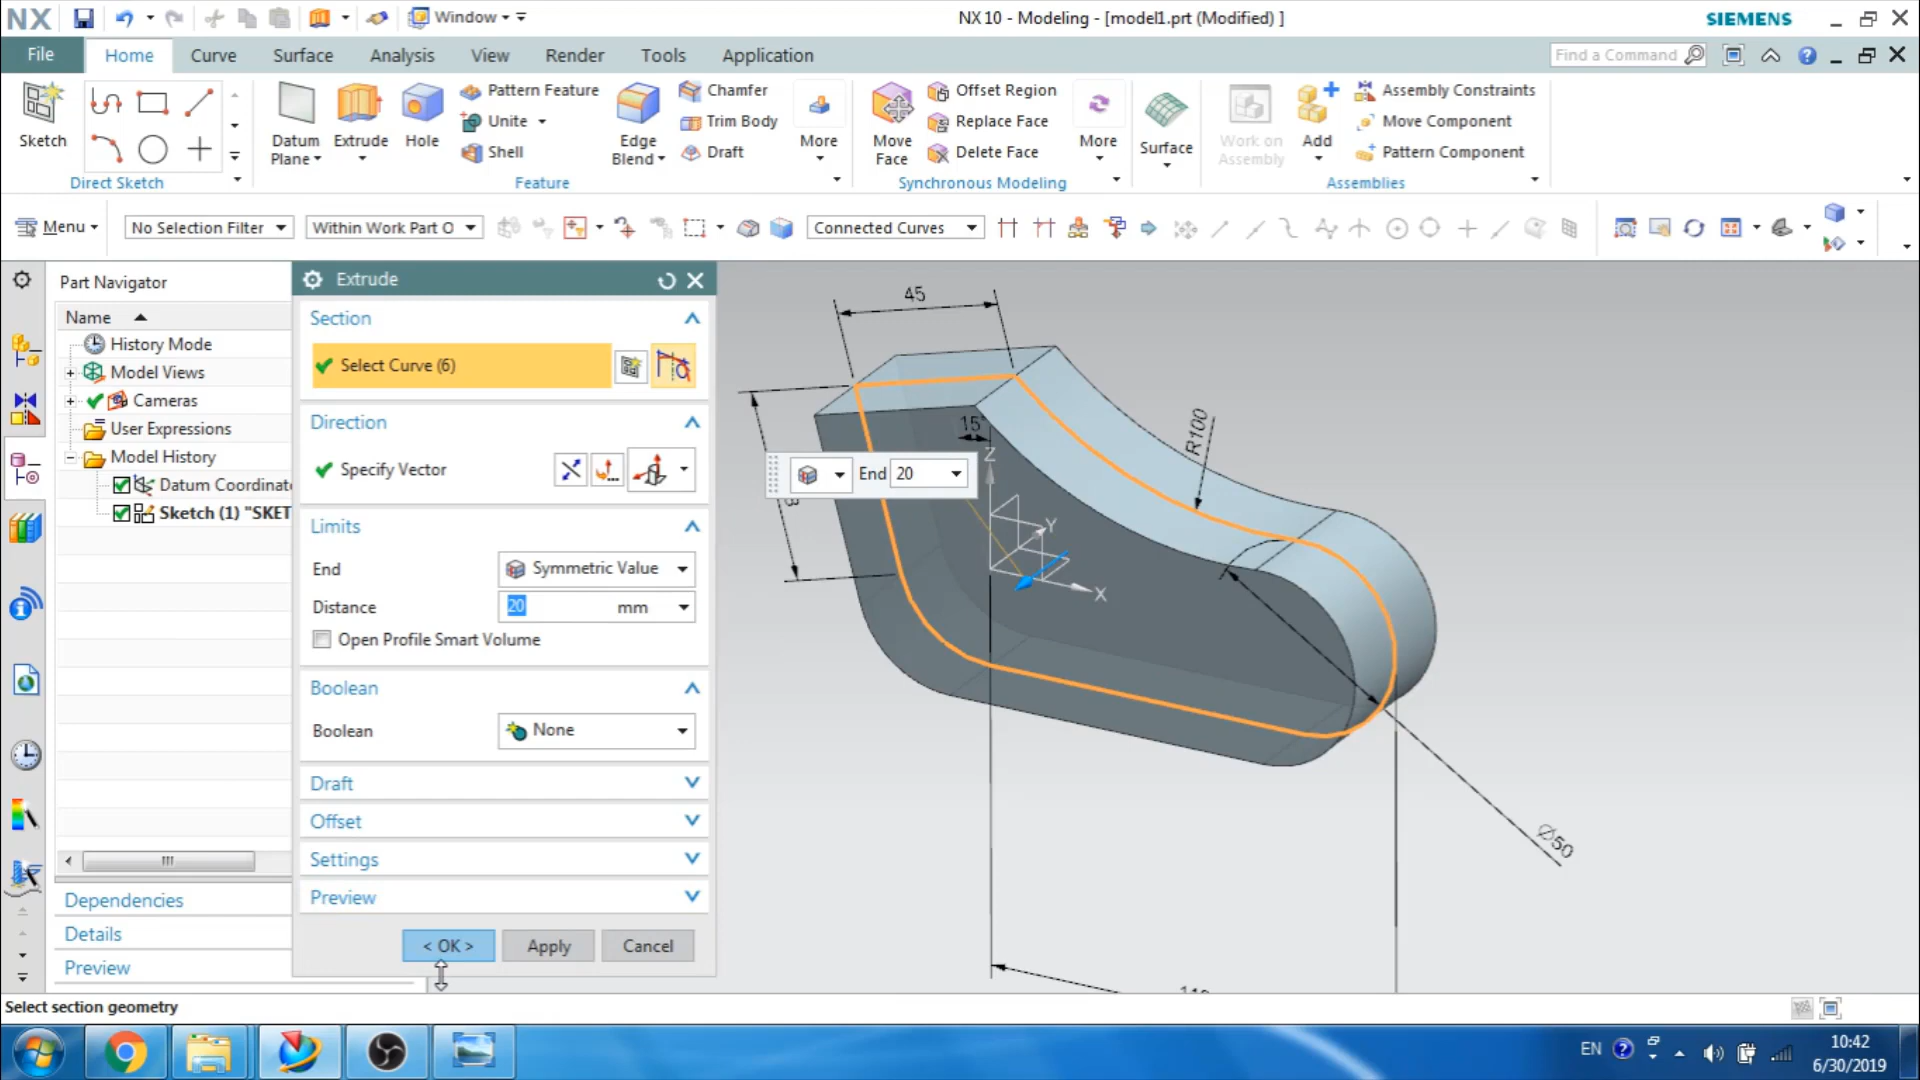 NX
Window
NX 10 - Modeling - [model1.prt (Modified) ]
SIEMENS
File
Home
Curve
Surface
Analysis
View
Render
Tools
Application
Find a Command
Sketch
Direct Sketch
Datum
Plane
Extrude
Hole
Pattern Feature
Unite
Shell
Edge
Blend
Chamfer
Trim Body
Draft
More
Feature
Move
Face
Offset Region
Replace Face
Delete Face
More
Synchronous Modeling
Surface
Work on
Assembly
Add
Assembly Constraints
Move Component
Pattern Component
Assemblies
Menu
No Selection Filter
Within Work Part O
Connected Curves
Part Navigator
Name
History Mode
Model Views
Cameras
User Expressions
Model History
Datum Coordinat
Sketch (1) "SKET
Dependencies
Details
Preview
Extrude
Section
Select Curve (6)
Direction
Specify Vector
Limits
End
Symmetric Value
Distance
20
mm
Open Profile Smart Volume
Boolean
Boolean
None
Draft
Offset
Settings
Preview
< OK >
Apply
Cancel
45
15
R100
End
20
Z
Y
X
Ø50
Select section geometry
EN
10:42
6/30/2019